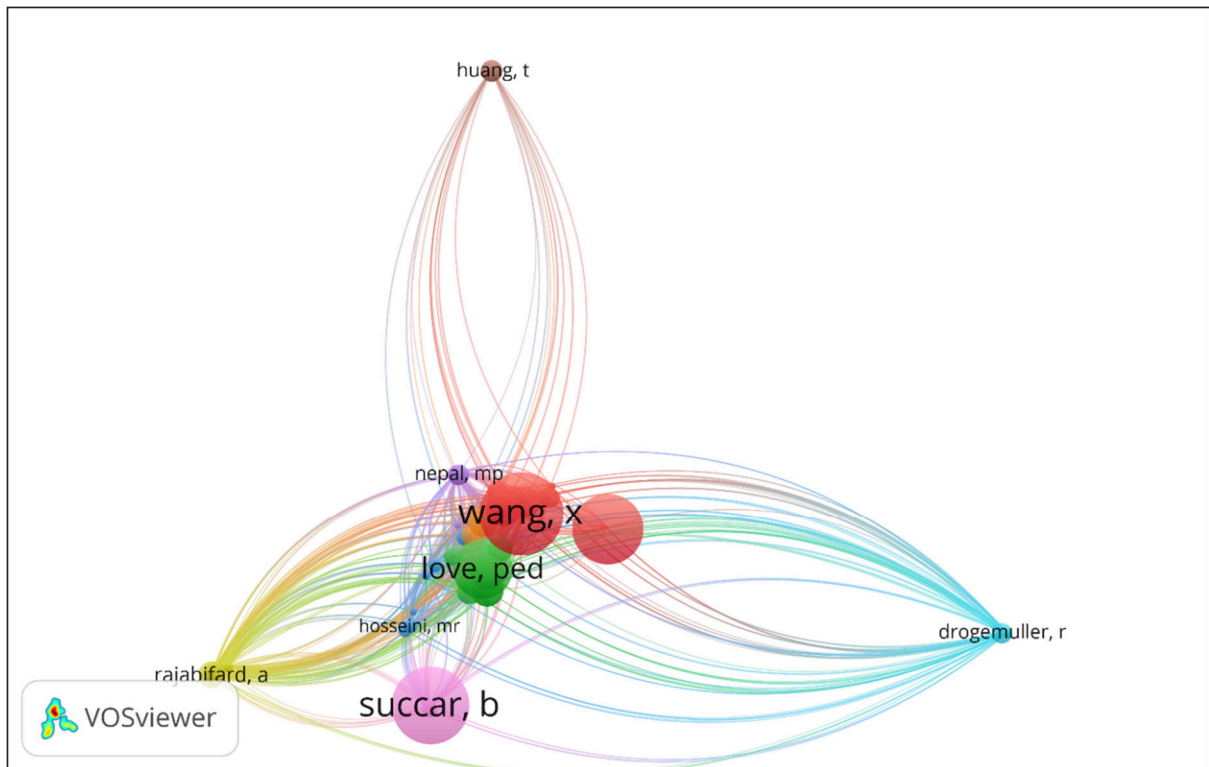 huang, t
nepal, mp
wang, x
love, ped
hosseini, mr
drogemuller, r
rajabifard, a
succar, b
VOSviewer